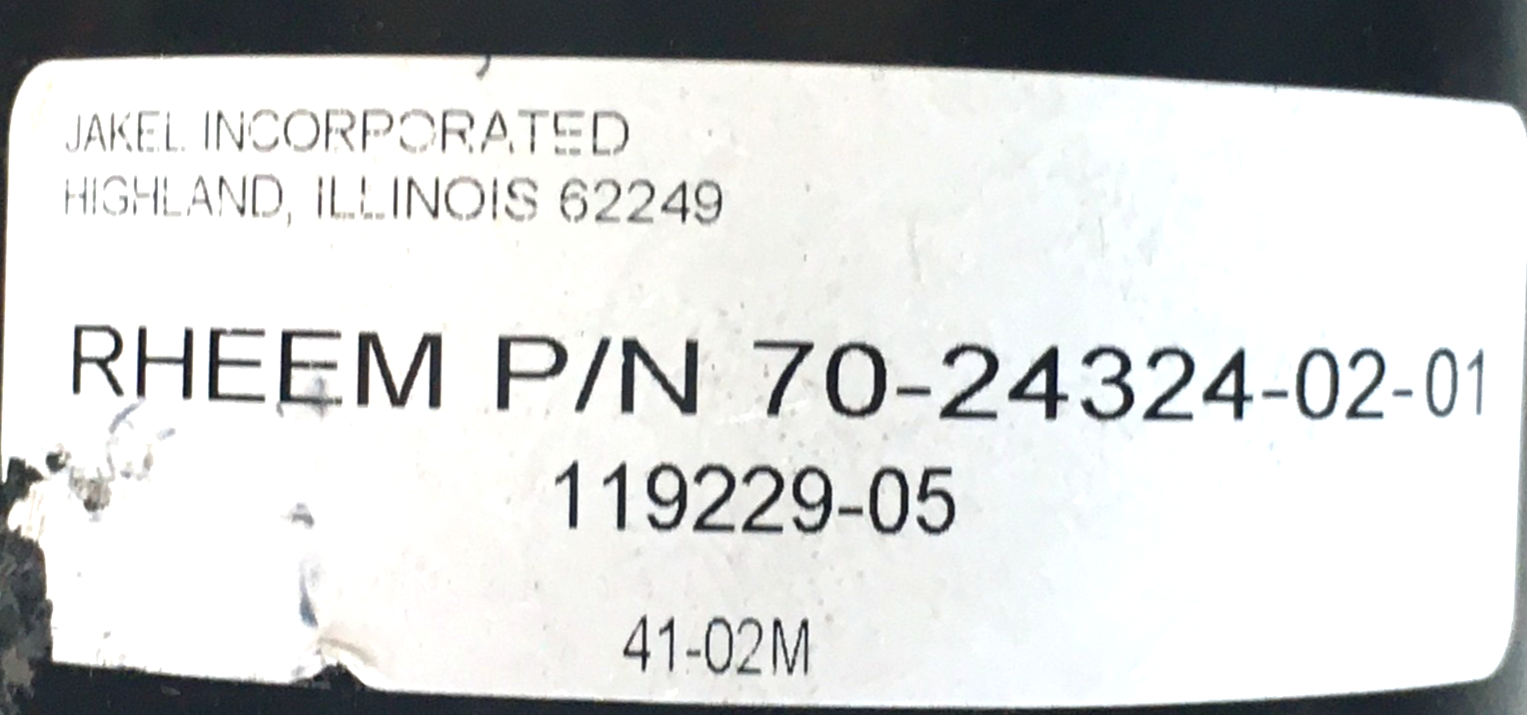 JAKEL INCORPORATED
HIGHLAND, ILLINOIS 62249
RHEEM P/N 70-24324-02-01
119229-05
41-02M